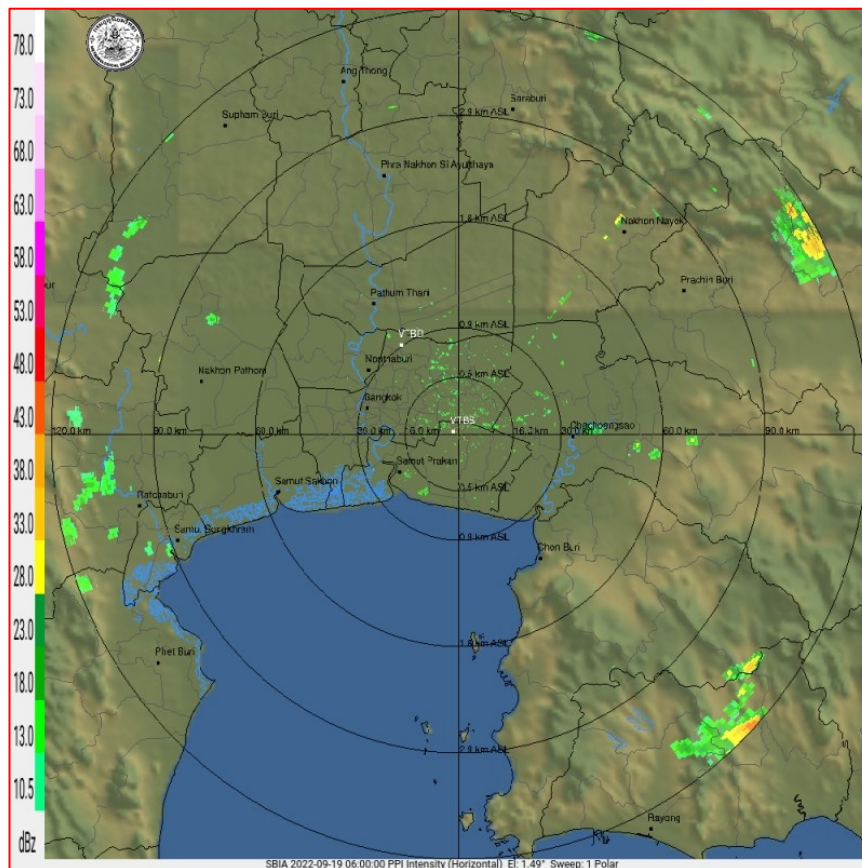 78.0
73.0
68.0
63.0
58.0
53.0
48.0
43.0
38.0
33.0
28.0
23.0
18.0
13.0
10.5
dBz
Ang Thong
Saraburi
2.9 km ASL
Suphan Buri
Phra Nakhon Si Ayutthaya
1.8 km ASL
Nakhon Nayok
Prachin Buri
Pathum Thani
0.9 km ASL
VTBD
Nonthaburi
0.5 km ASL
Nakhon Pathom
Bangkok
VTBS
Chachoengsao
120.0 km
90.0 km
60.0 km
30.0 km
16.0 km
16.0 km
30.0 km
60.0 km
90.0 km
Samut Prakan
0.5 km ASL
Samut Sakhon
Ratchaburi
0.9 km ASL
Samut Songkhram
Chon Buri
1.8 km ASL
Phet Buri
2.9 km ASL
Rayong
SBIA 2022-09-19 06:00:00 PPI Intensity (Horizontal) El: 1.49° Sweep: 1 Polar